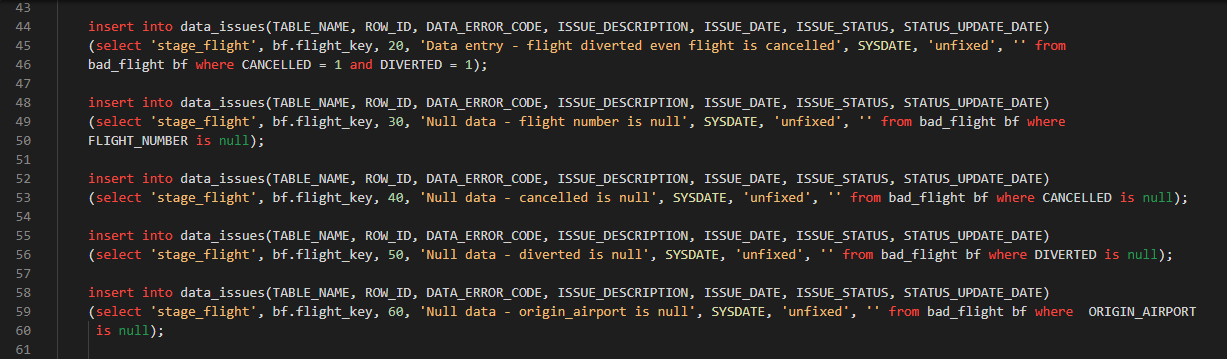 43
44 insert into data_issues(TABLE_NAME, ROW_ID, DATA_ERROR_CODE, ISSUE_DESCRIPTION, ISSUE_DATE, ISSUE_STATUS, STATUS_UPDATE_DATE)
45 (select 'stage_flight', bf.flight_key, 20, 'Data entry - flight diverted even flight is cancelled', SYSDATE, 'unfixed', '' from
46 bad_flight bf where CANCELLED = 1 and DIVERTED = 1);
47
48 insert into data_issues(TABLE_NAME, ROW_ID, DATA_ERROR_CODE, ISSUE_DESCRIPTION, ISSUE_DATE, ISSUE_STATUS, STATUS_UPDATE_DATE)
49 (select 'stage_flight', bf.flight_key, 30, 'Null data - flight number is null', SYSDATE, 'unfixed', '' from bad_flight bf where
50 FLIGHT_NUMBER is null);
51
52 insert into data_issues(TABLE_NAME, ROW_ID, DATA_ERROR_CODE, ISSUE_DESCRIPTION, ISSUE_DATE, ISSUE_STATUS, STATUS_UPDATE_DATE)
53 (select 'stage_flight', bf.flight_key, 40, 'Null data - cancelled is null', SYSDATE, 'unfixed', '' from bad_flight bf where CANCELLED is null);
54
55 insert into data_issues(TABLE_NAME, ROW_ID, DATA_ERROR_CODE, ISSUE_DESCRIPTION, ISSUE_DATE, ISSUE_STATUS, STATUS_UPDATE_DATE)
56 (select 'stage_flight', bf.flight_key, 50, 'Null data - diverted is null', SYSDATE, 'unfixed', '' from bad_flight bf where DIVERTED is null);
57
58 insert into data_issues(TABLE_NAME, ROW_ID, DATA_ERROR_CODE, ISSUE_DESCRIPTION, ISSUE_DATE, ISSUE_STATUS, STATUS_UPDATE_DATE)
59 (select 'stage_flight', bf.flight_key, 60, 'Null data - origin_airport is null', SYSDATE, 'unfixed', '' from bad_flight bf where  ORIGIN_AIRPORT
60 is null);
61